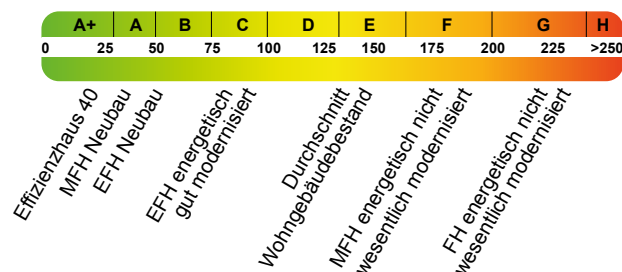 A+ A B C D E F G H
0 25 50 75 100 125 150 175 200 225 >250
Effizienzhaus 40
MFH Neubau
EFH Neubau
EFH energetisch
gut modernisiert
Durchschnitt
Wohngebäudebestand
MFH energetisch nicht
wesentlich modernisiert
FH energetisch nicht
wesentlich modernisiert